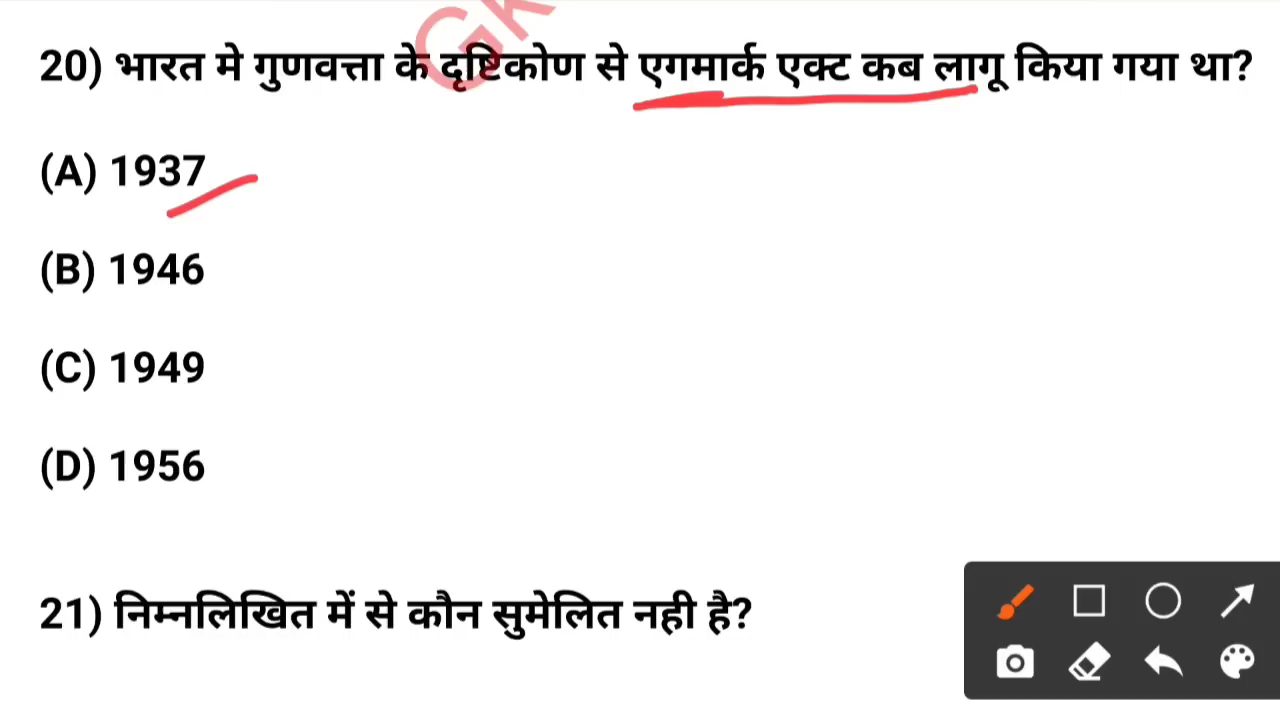 20) भारत मे गुणवत्ता के दृष्टिकोण से एगमार्क एक्ट कब लागू किया गया था?
(A) 1937
(B) 1946
(C) 1949
(D) 1956
21) निम्नलिखित में से कौन सुमेलित नही है?